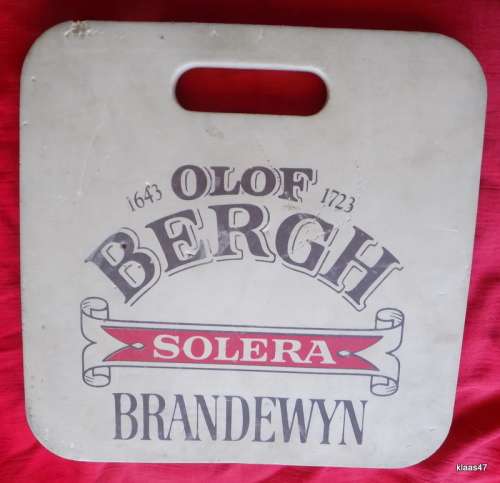 OLOF
1643 1723
BERGH
SOLERA
BRANDEWYN
klaas47